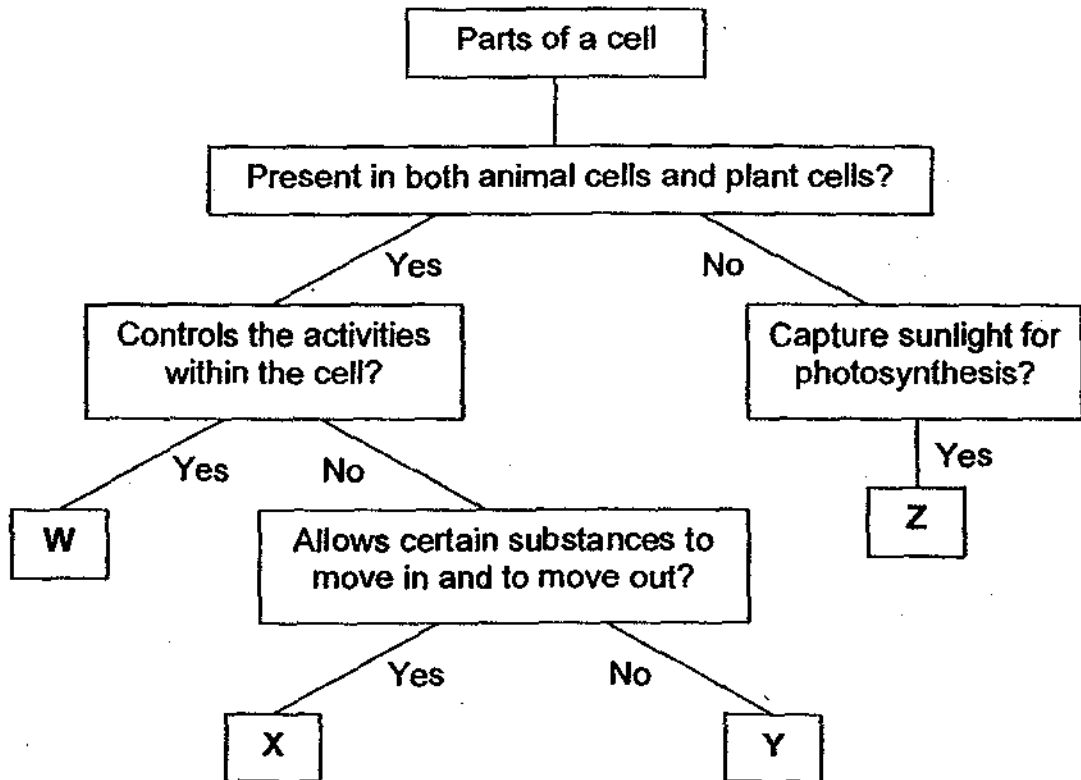 Parts of a cell
Present in both animal cells and plant cells?
Yes
No
Controls the activities
within the cell?
Capture sunlight for
photosynthesis?
Yes
No
Yes
W
Z
Allows certain substances to
move in and to move out?
Yes
No
X
Y